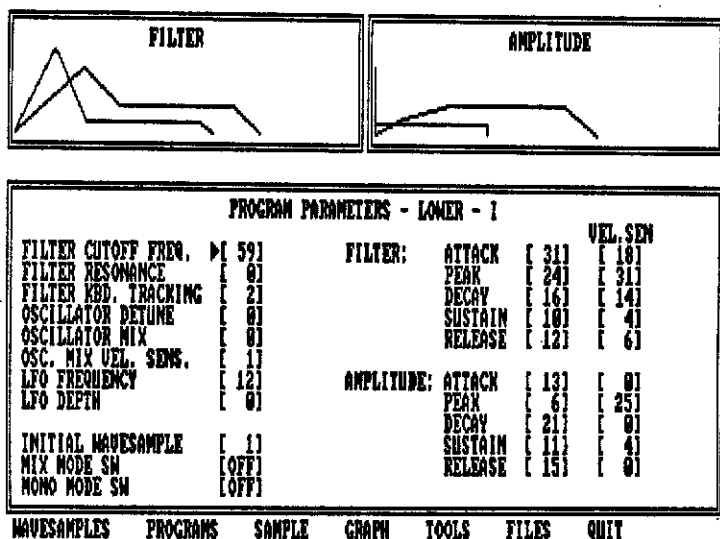 FILTER
AMPLITUDE
PROGRAM PARAMETERS - LOWER - I
VEL.SEN
FILTER CUTOFF FREQ. ▶[ 59] FILTER: ATTACK [ 31] [ 18]
FILTER RESONANCE [ 0] PEAK [ 24] [ 31]
FILTER KBD. TRACKING [ 2] DECAY [ 16] [ 14]
OSCILLATOR DETUNE [ 0] SUSTAIN [ 10] [ 4]
OSCILLATOR MIX [ 0] RELEASE [ 12] [ 6]
OSC. MIX VEL. SENS. [ 1]
LFO FREQUENCY [ 12] AMPLITUDE: ATTACK [ 13] [ 0]
LFO DEPTH [ 0] PEAK [ 6] [ 25]
DECAY [ 21] [ 0]
INITIAL WAVESAMPLE [ 1] SUSTAIN [ 11] [ 4]
MIX MODE SW [OFF] RELEASE [ 15] [ 0]
MONO MODE SW [OFF]
WAVESAMPLES PROGRAMS SAMPLE GRAPH TOOLS FILES QUIT